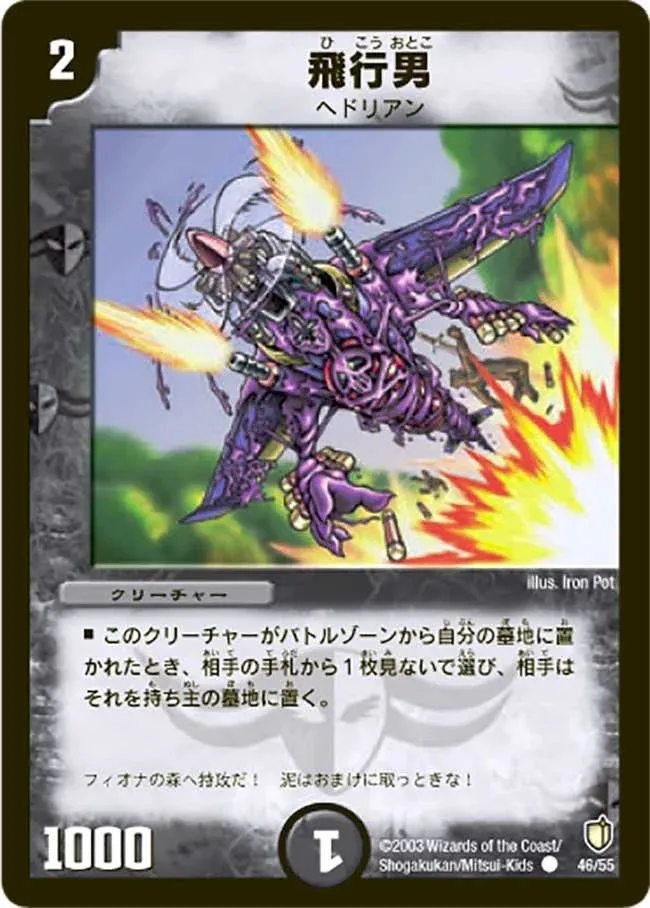 2
ひ こう おとこ
飛行男
ヘドリアン
illus. Iron Pot
クリーチャー
■ このクリーチャーがバトルゾーンから自分の墓地に置
かれたとき、相手の手札から1枚見ないで選び、相手は
それを持ち主の墓地に置く。
フィオナの森へ特攻だ! 泥はおまけに取っときな!
1000
1
©2003 Wizards of the Coast/
Shogakukan/Mitsui-Kids
46/55